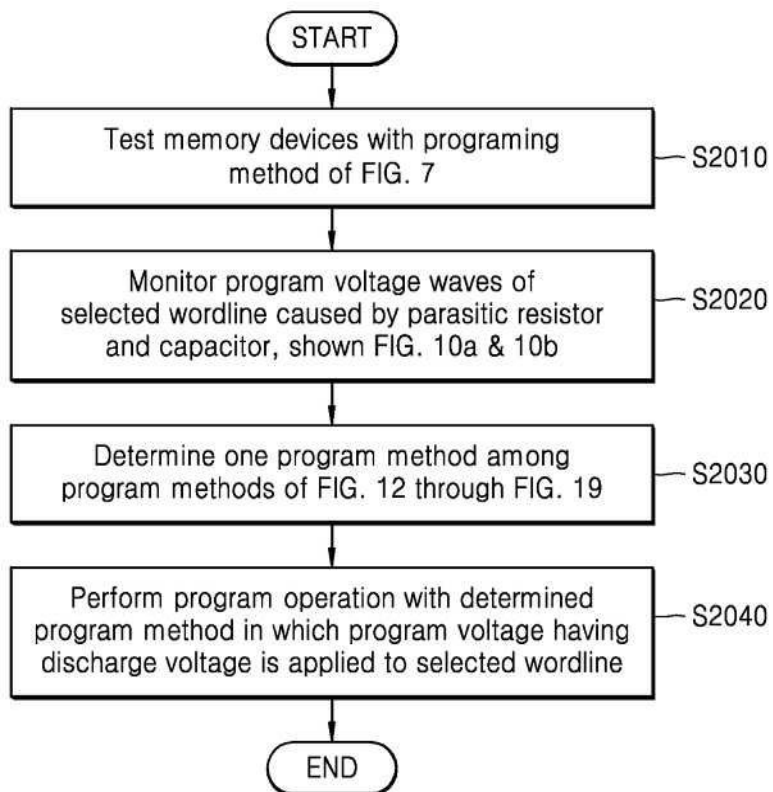 START
Test memory devices with programing
method of FIG. 7
S2010
Monitor program voltage waves of
selected wordline caused by parasitic resistor
and capacitor, shown FIG. 10a & 10b
S2020
Determine one program method among
program methods of FIG. 12 through FIG. 19
S2030
Perform program operation with determined
program method in which program voltage having
discharge voltage is applied to selected wordline
S2040
END